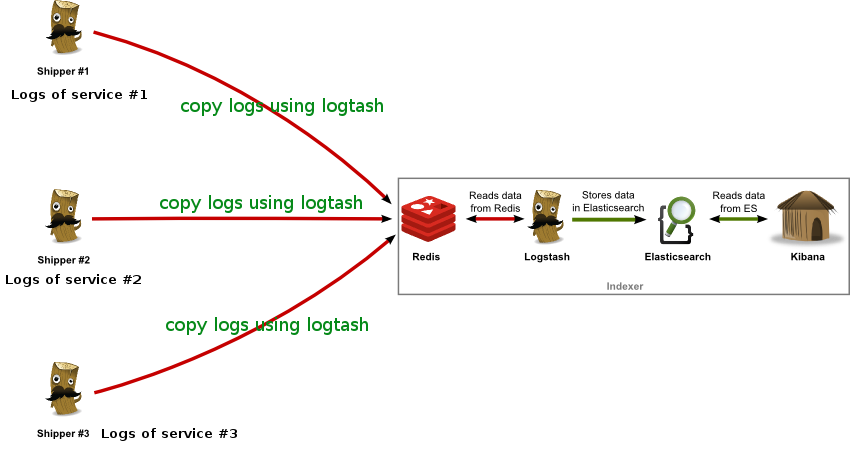 Shipper #1
Logs of service #1
copy logs using logtash
copy logs using logtash
Shipper #2
Logs of service #2
copy logs using logtash
Shipper #3
Logs of service #3
Reads data
from Redis
Stores data
in Elasticsearch
Reads data
from ES
Redis
Logstash
Elasticsearch
Kibana
Indexer